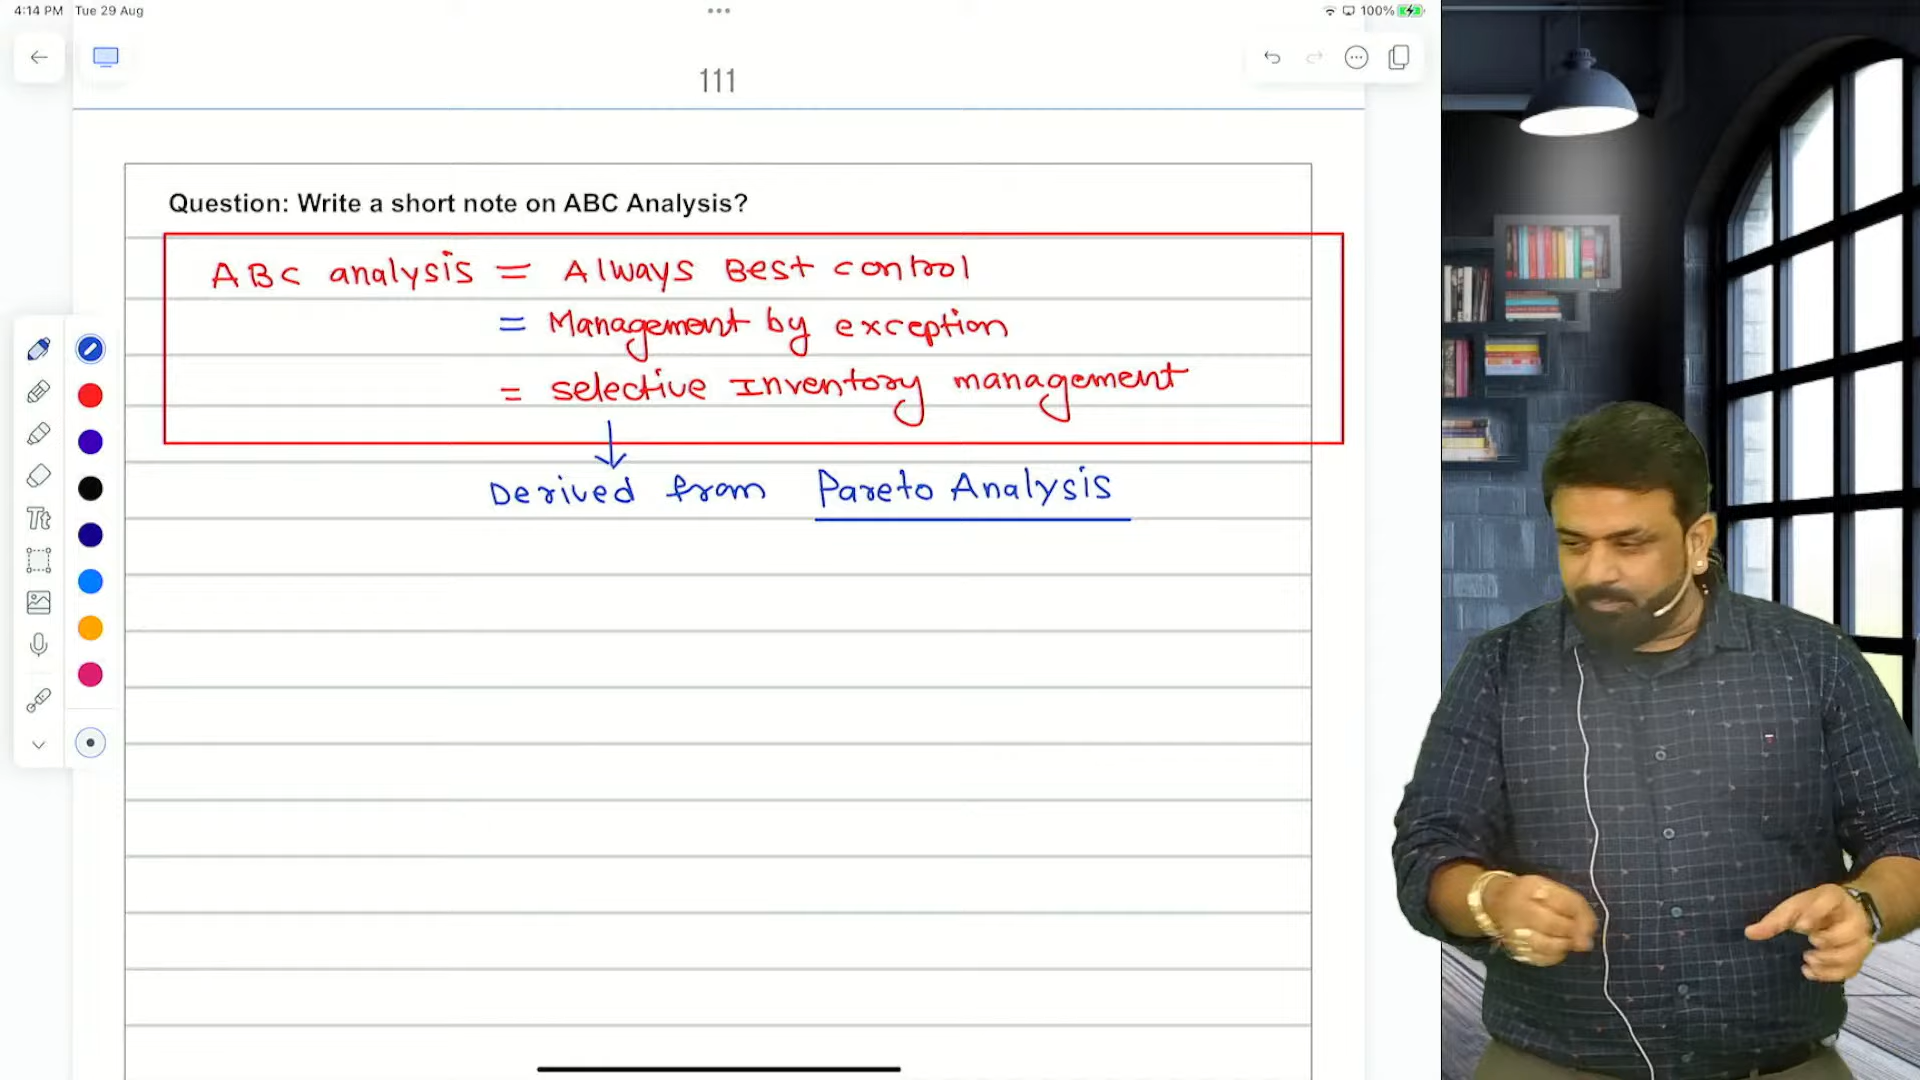 4:14 PM Tue 29 Aug
100%
111
Question: Write a short note on ABC Analysis?
ABC analysis = Always Best control
= Management by exception
= selective Inventory management
Derived from Pareto Analysis
Tt